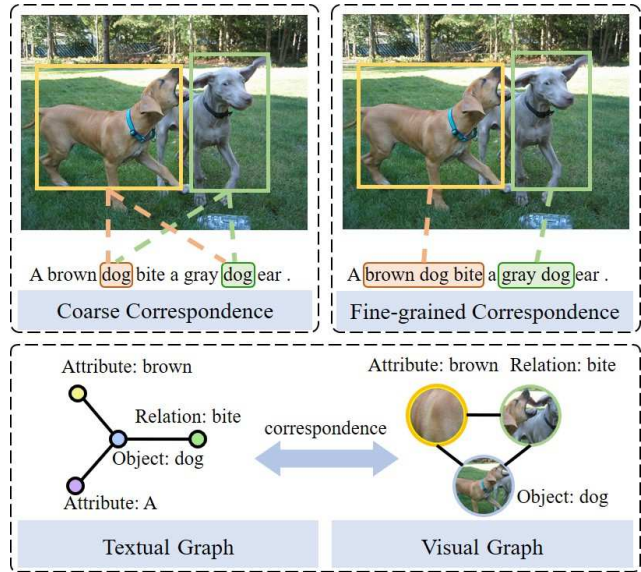 A brown dog bite a gray dog ear .
Coarse Correspondence
A brown dog bite a gray dog ear .
Fine-grained Correspondence
Attribute: brown
Relation: bite
Object: dog
Attribute: A
Textual Graph
correspondence
Attribute: brown
Relation: bite
Object: dog
Visual Graph